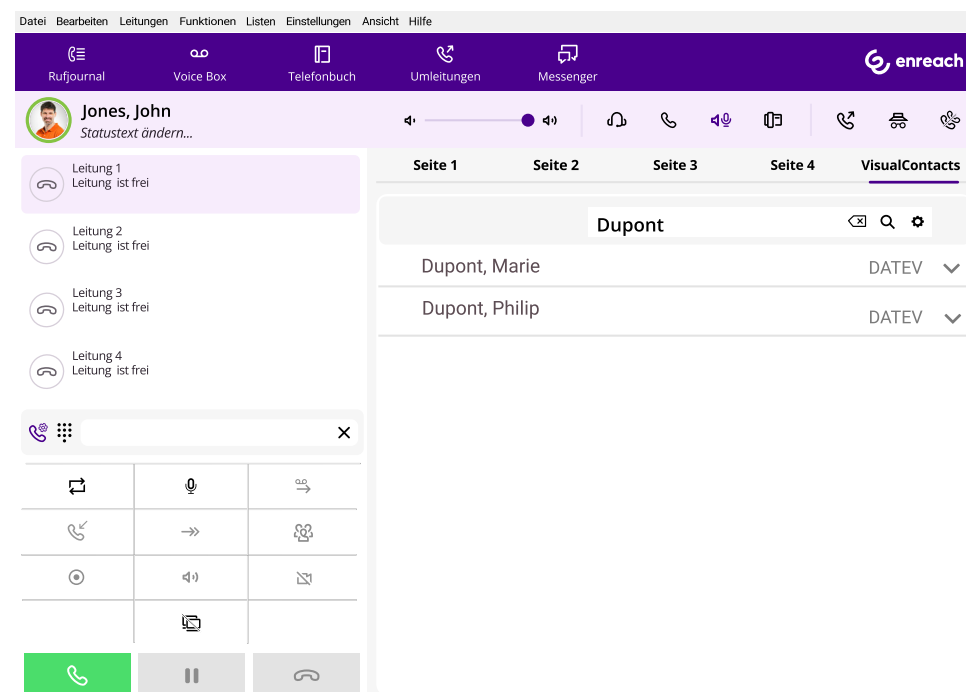 Datei Bearbeiten Leitungen Funktionen Listen Einstellungen Ansicht Hilfe
Rufjournal Voice Box Telefonbuch Umleitungen Messenger
enreach
Jones, John
Statustext ändern...
Seite 1 Seite 2 Seite 3 Seite 4 VisualContacts
Leitung 1
Leitung ist frei
Leitung 2
Leitung ist frei
Leitung 3
Leitung ist frei
Leitung 4
Leitung ist frei
Dupont
Dupont, Marie DATEV
Dupont, Philip DATEV